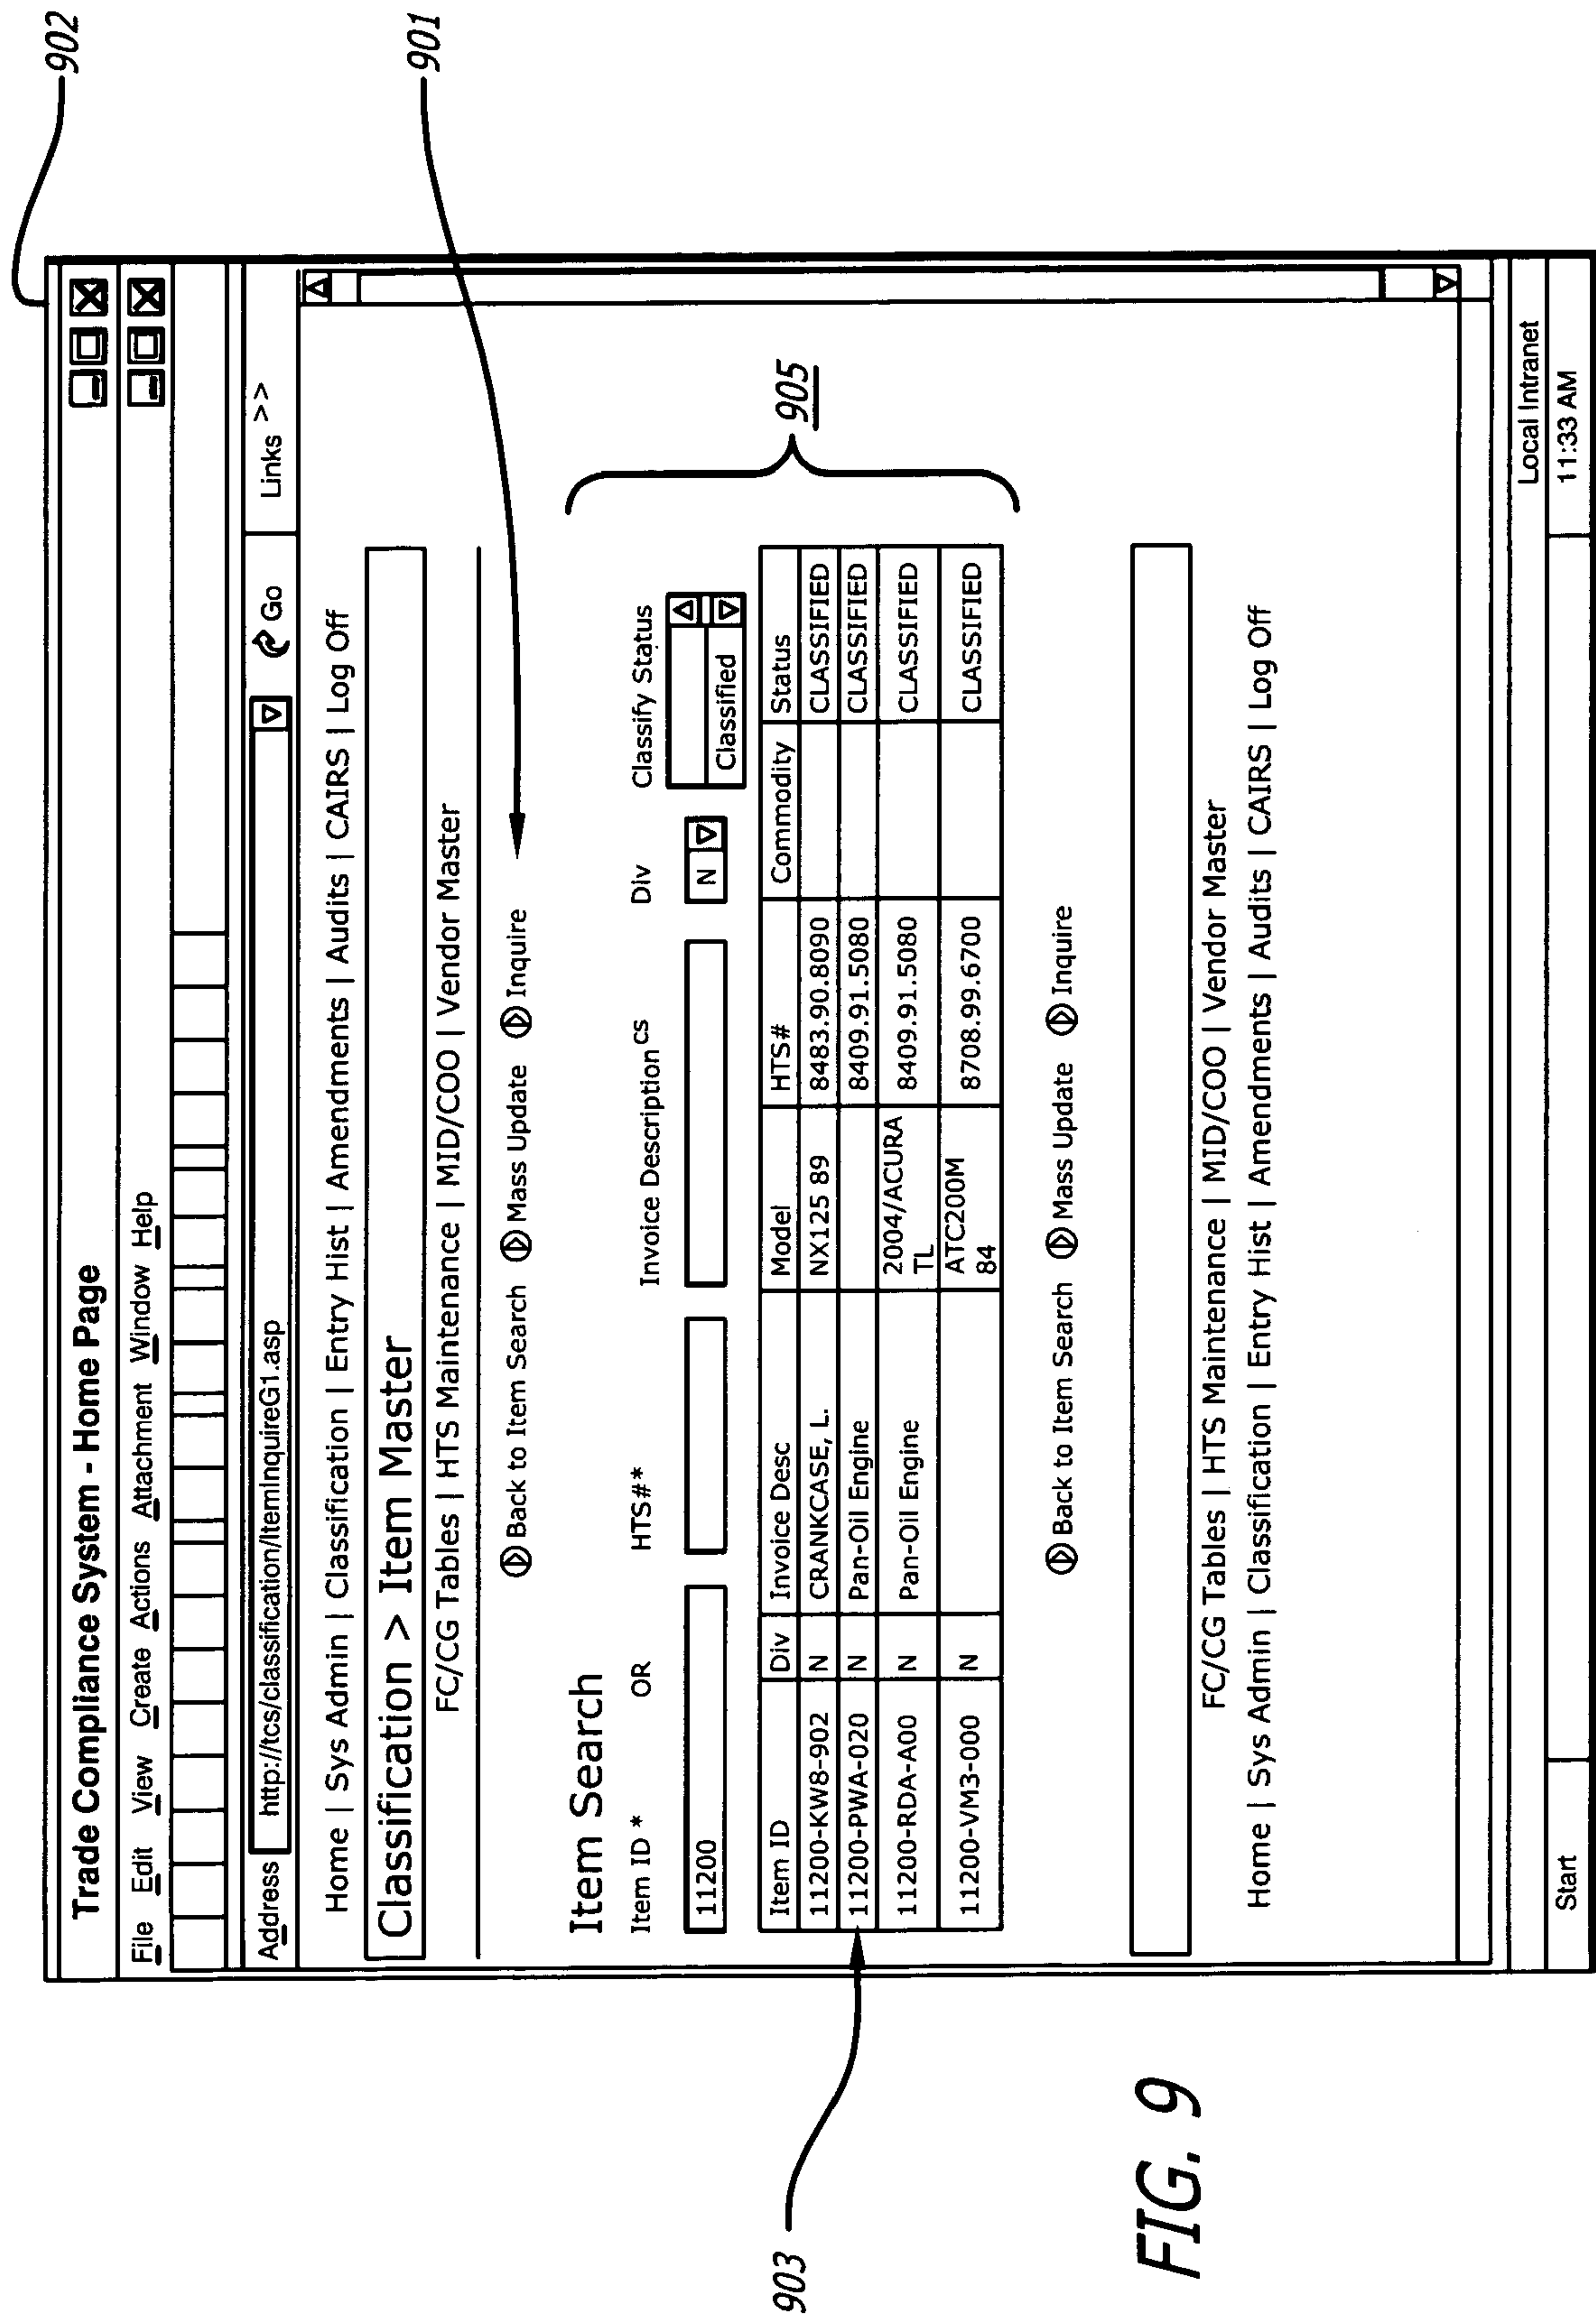 902
Trade Compliance System - Home Page
File Edit View Create Actions Attachment Window Help
Address http://tcs/classification/ItemInquireG1.asp Go Links >>
901
Home | Sys Admin | Classification | Entry Hist | Amendments | Audits | CAIRS | Log Off
Classification > Item Master
FC/CG Tables | HTS Maintenance | MID/COO | Vendor Master
Back to Item Search Mass Update Inquire
Item Search
Item ID * OR HTS#* Invoice Description CS Div Classify Status
11200 N Classified
905
Item ID Div Invoice Desc Model HTS# Commodity Status
11200-KW8-902 N CRANKCASE, L. NX125 89 8483.90.8090 CLASSIFIED
903
11200-PWA-020 N Pan-Oil Engine 8409.91.5080 CLASSIFIED
11200-RDA-A00 N Pan-Oil Engine 2004/ACURA TL 8409.91.5080 CLASSIFIED
11200-VM3-000 N ATC200M 84 8708.99.6700 CLASSIFIED
Back to Item Search Mass Update Inquire
FC/CG Tables | HTS Maintenance | MID/COO | Vendor Master
Home | Sys Admin | Classification | Entry Hist | Amendments | Audits | CAIRS | Log Off
Local Intranet
Start 11:33 AM
FIG. 9